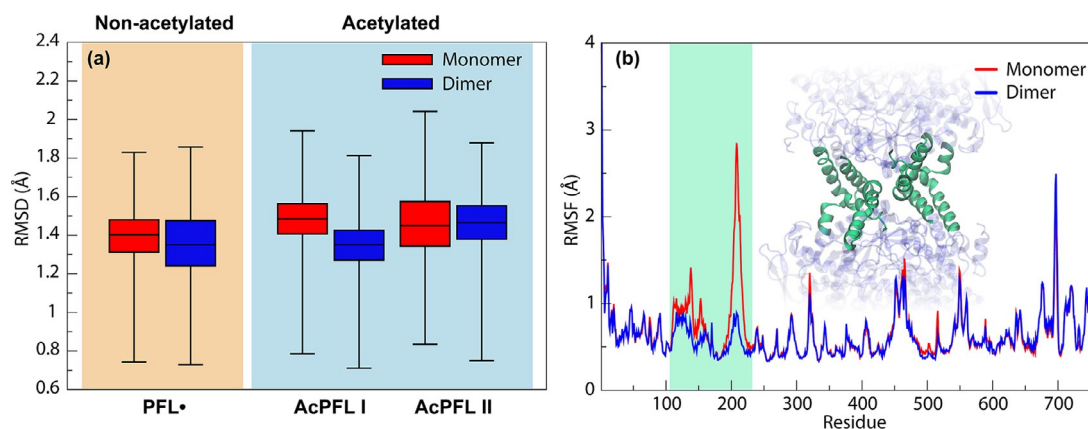 Non-acetylated
Acetylated
(a)
Monomer
Dimer
RMSD (Å)
2.4
2.2
2
1.8
1.6
1.4
1.2
1
0.8
0.6
PFL•
AcPFL I
AcPFL II
(b)
Monomer
Dimer
RMSF (Å)
4
3
2
1
0
100 200 300 400 500 600 700
Residue